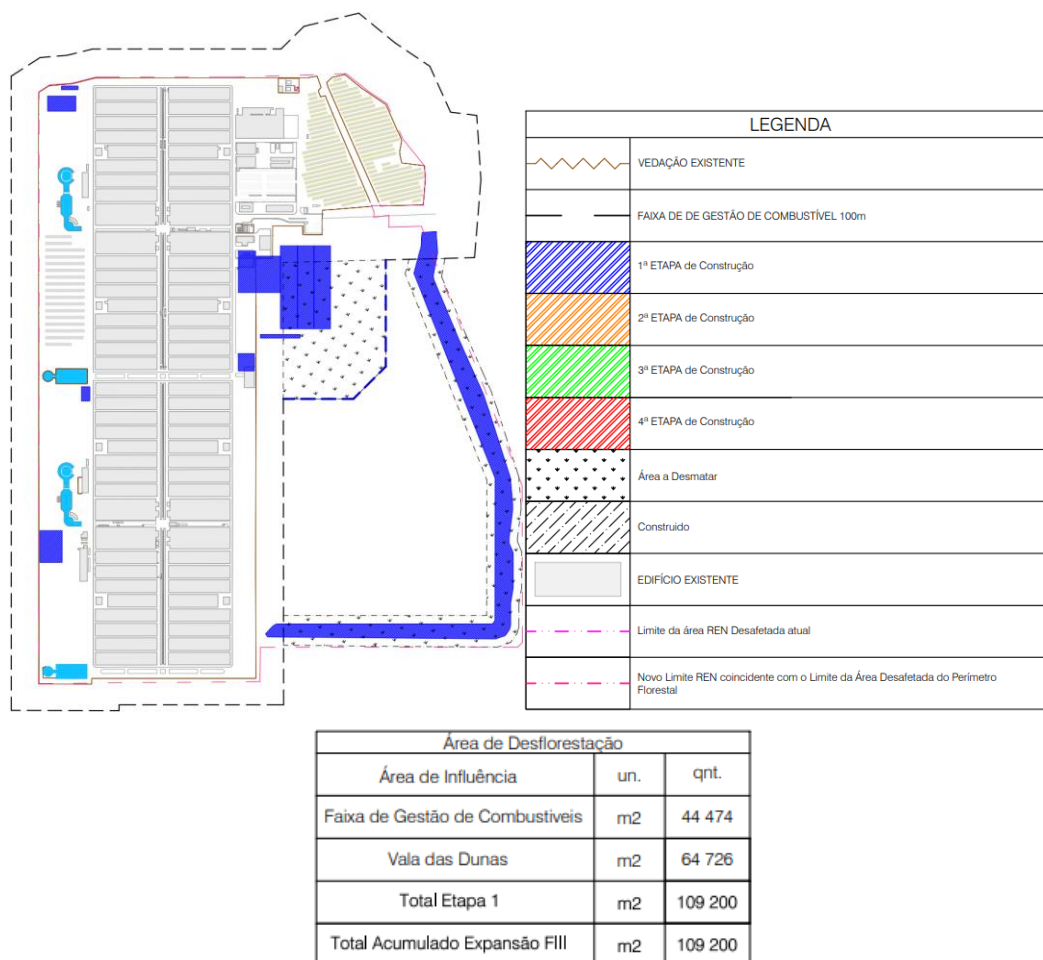 LEGENDA
VEDAÇÃO EXISTENTE
FAIXA DE DE GESTÃO DE COMBUSTÍVEL 100m
1ª ETAPA de Construção
2ª ETAPA de Construção
3ª ETAPA de Construção
4ª ETAPA de Construção
Área a Desmatar
Construido
EDIFÍCIO EXISTENTE
Limite da área REN Desafetada atual
Novo Limite REN coincidente com o Limite da Área Desafetada do Perímetro
Florestal
Área de Desflorestação
Área de Influência un. qnt.
Faixa de Gestão de Combustiveis m2 44 474
Vala das Dunas m2 64 726
Total Etapa 1 m2 109 200
Total Acumulado Expansão FIII m2 109 200